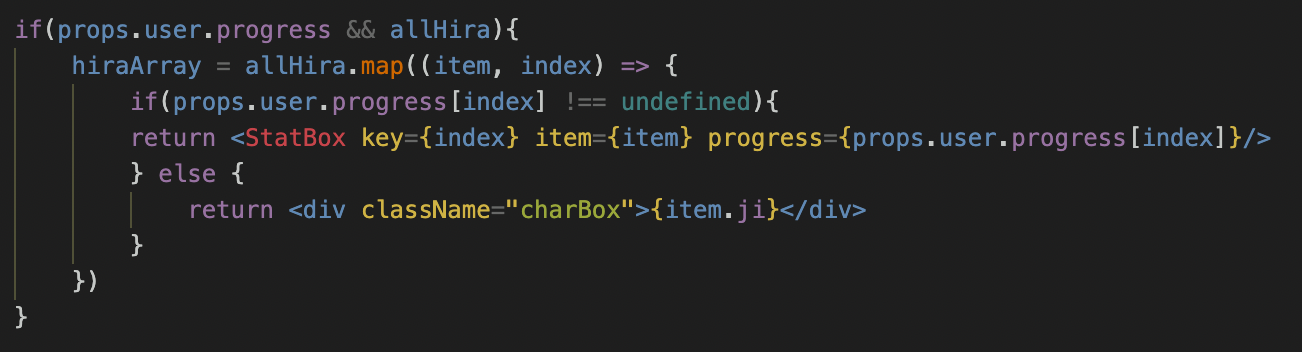 if(props.user.progress && allHira){
    hiraArray = allHira.map((item, index) => {
        if(props.user.progress[index] !== undefined){
        return <StatBox key={index} item={item} progress={props.user.progress[index]}/>
        } else {
            return <div className="charBox">{item.ji}</div>
        }
    })
}